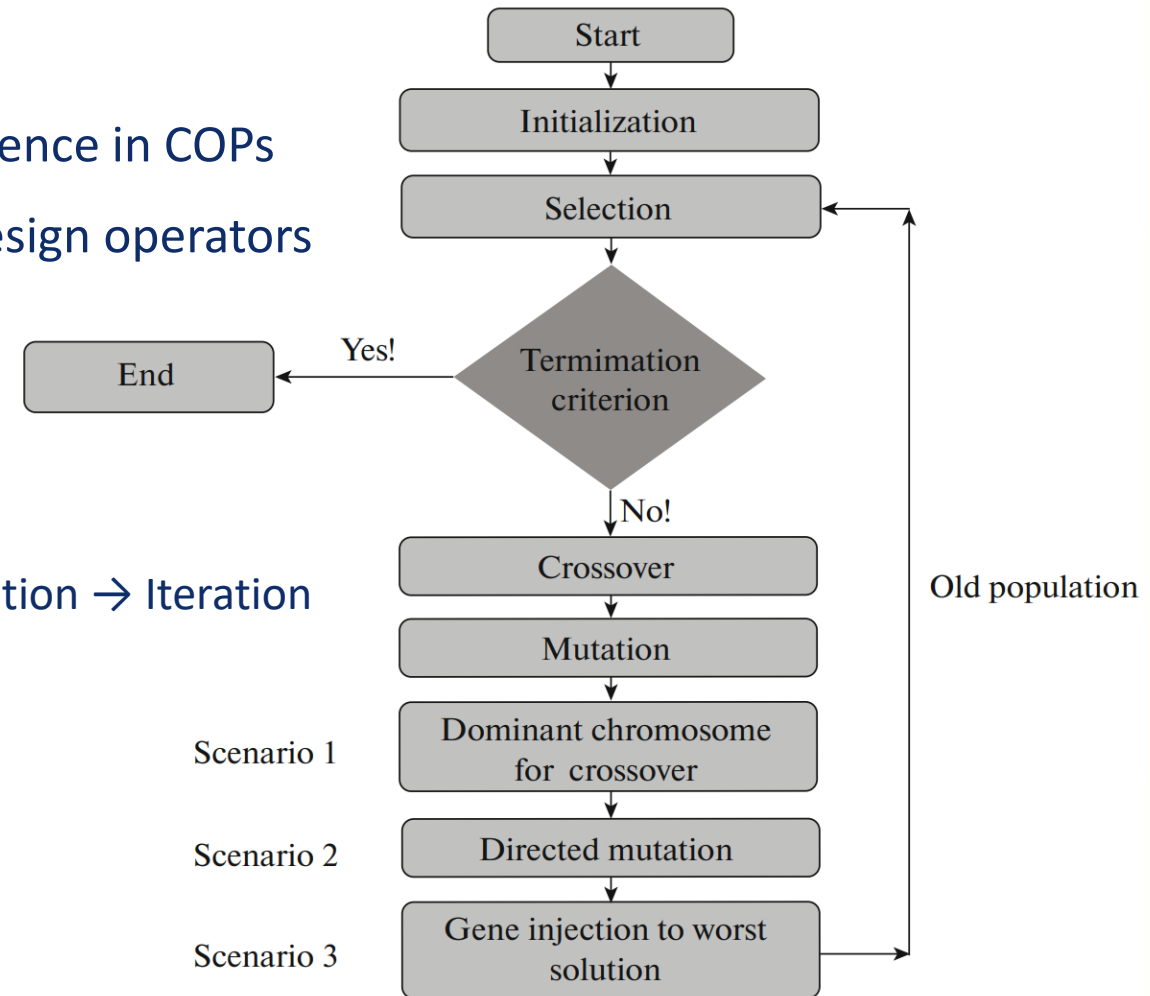 Start
Initialization
ence in COPs
Selection
esign operators
Yes!
Termimation
criterion
End
No!
Crossover
Old population
tion → Iteration
Mutation
Dominant chromosome
for crossover
Scenario 1
Directed mutation
Scenario 2
Gene injection to worst
solution
Scenario 3